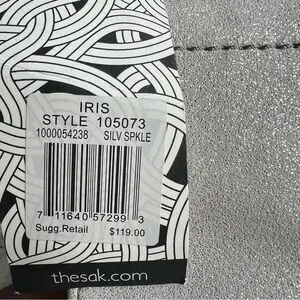 IRIS
STYLE 105073
1000054238 SILV SPKLE
7 11640 57299 3
Sugg.Retail $119.00
thesak.com